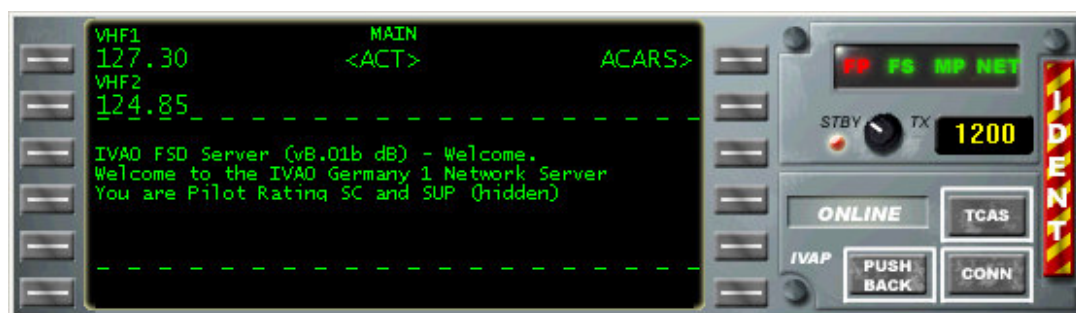 VHF1 MAIN
127.30 <ACT> ACARS>
VHF2
124.85
IVAO FSD Server (vB.01b dB) - Welcome.
Welcome to the IVAO Germany 1 Network Server
You are Pilot Rating SC and SUP (hidden)
FP FS MP NET
STBY TX 1200
ONLINE TCAS
IVAP PUSH BACK CONN
IDENT